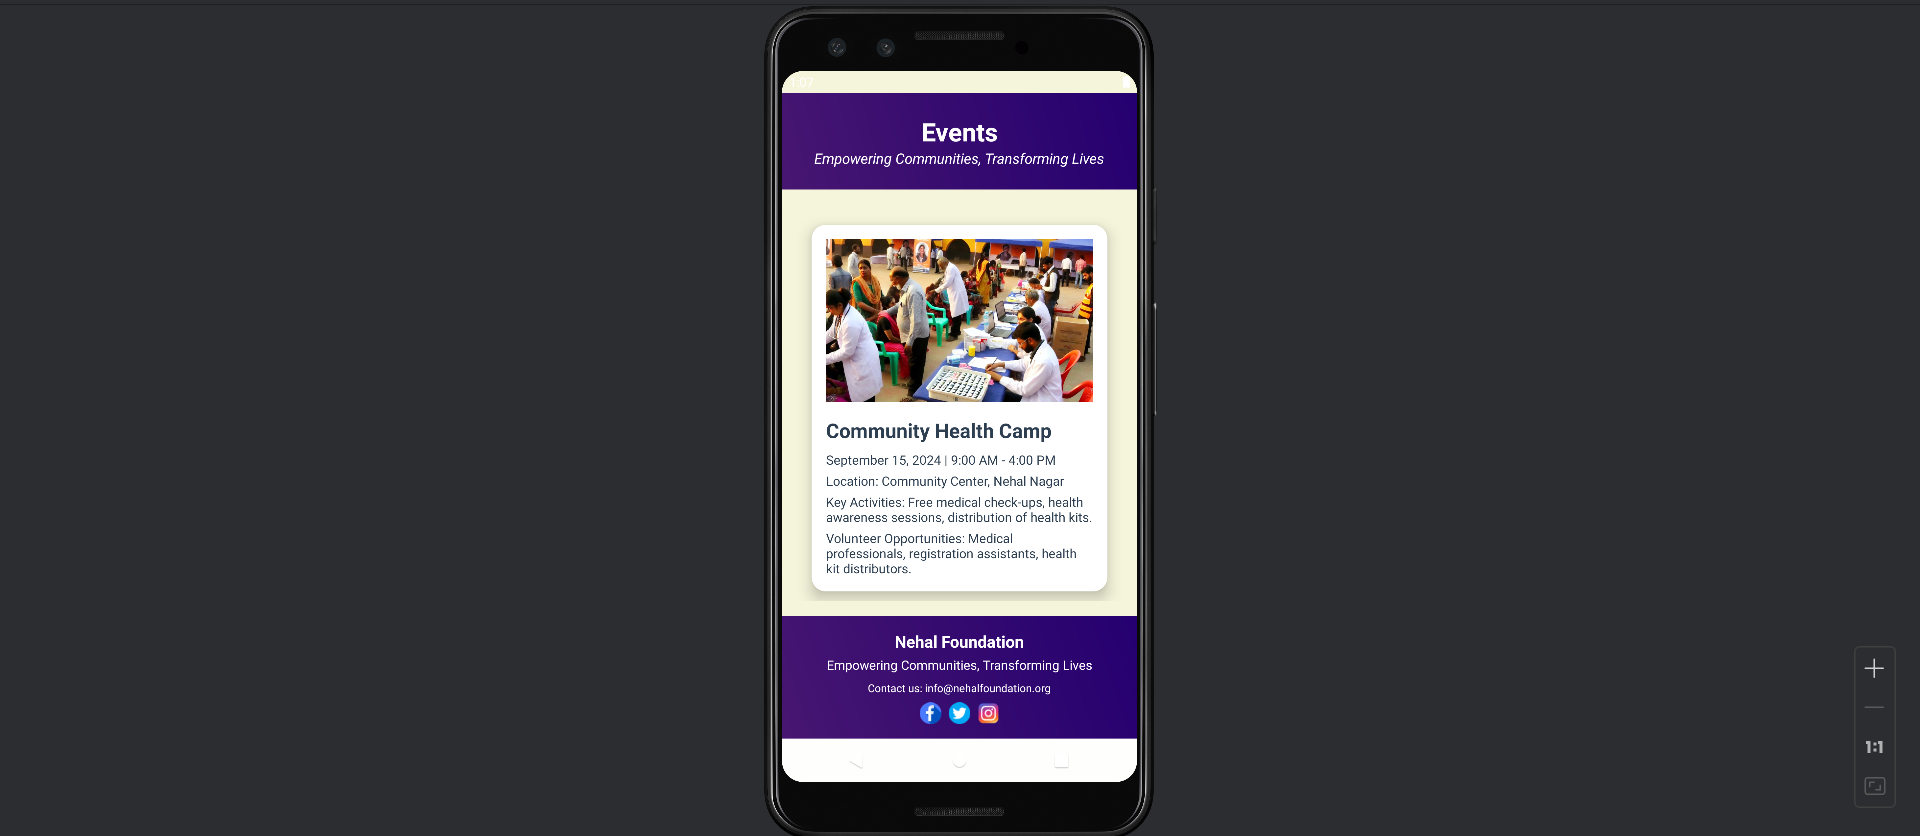 Events
Empowering Communities, Transforming Lives
Community Health Camp
September 15, 2024 | 9:00 AM - 4:00 PM
Location: Community Center, Nehal Nagar
Key Activities: Free medical check-ups, health
awareness sessions, distribution of health kits.
Volunteer Opportunities: Medical
professionals, registration assistants, health
kit distributors.
Nehal Foundation
Empowering Communities, Transforming Lives
Contact us: info@nehalfoundation.org
1:1